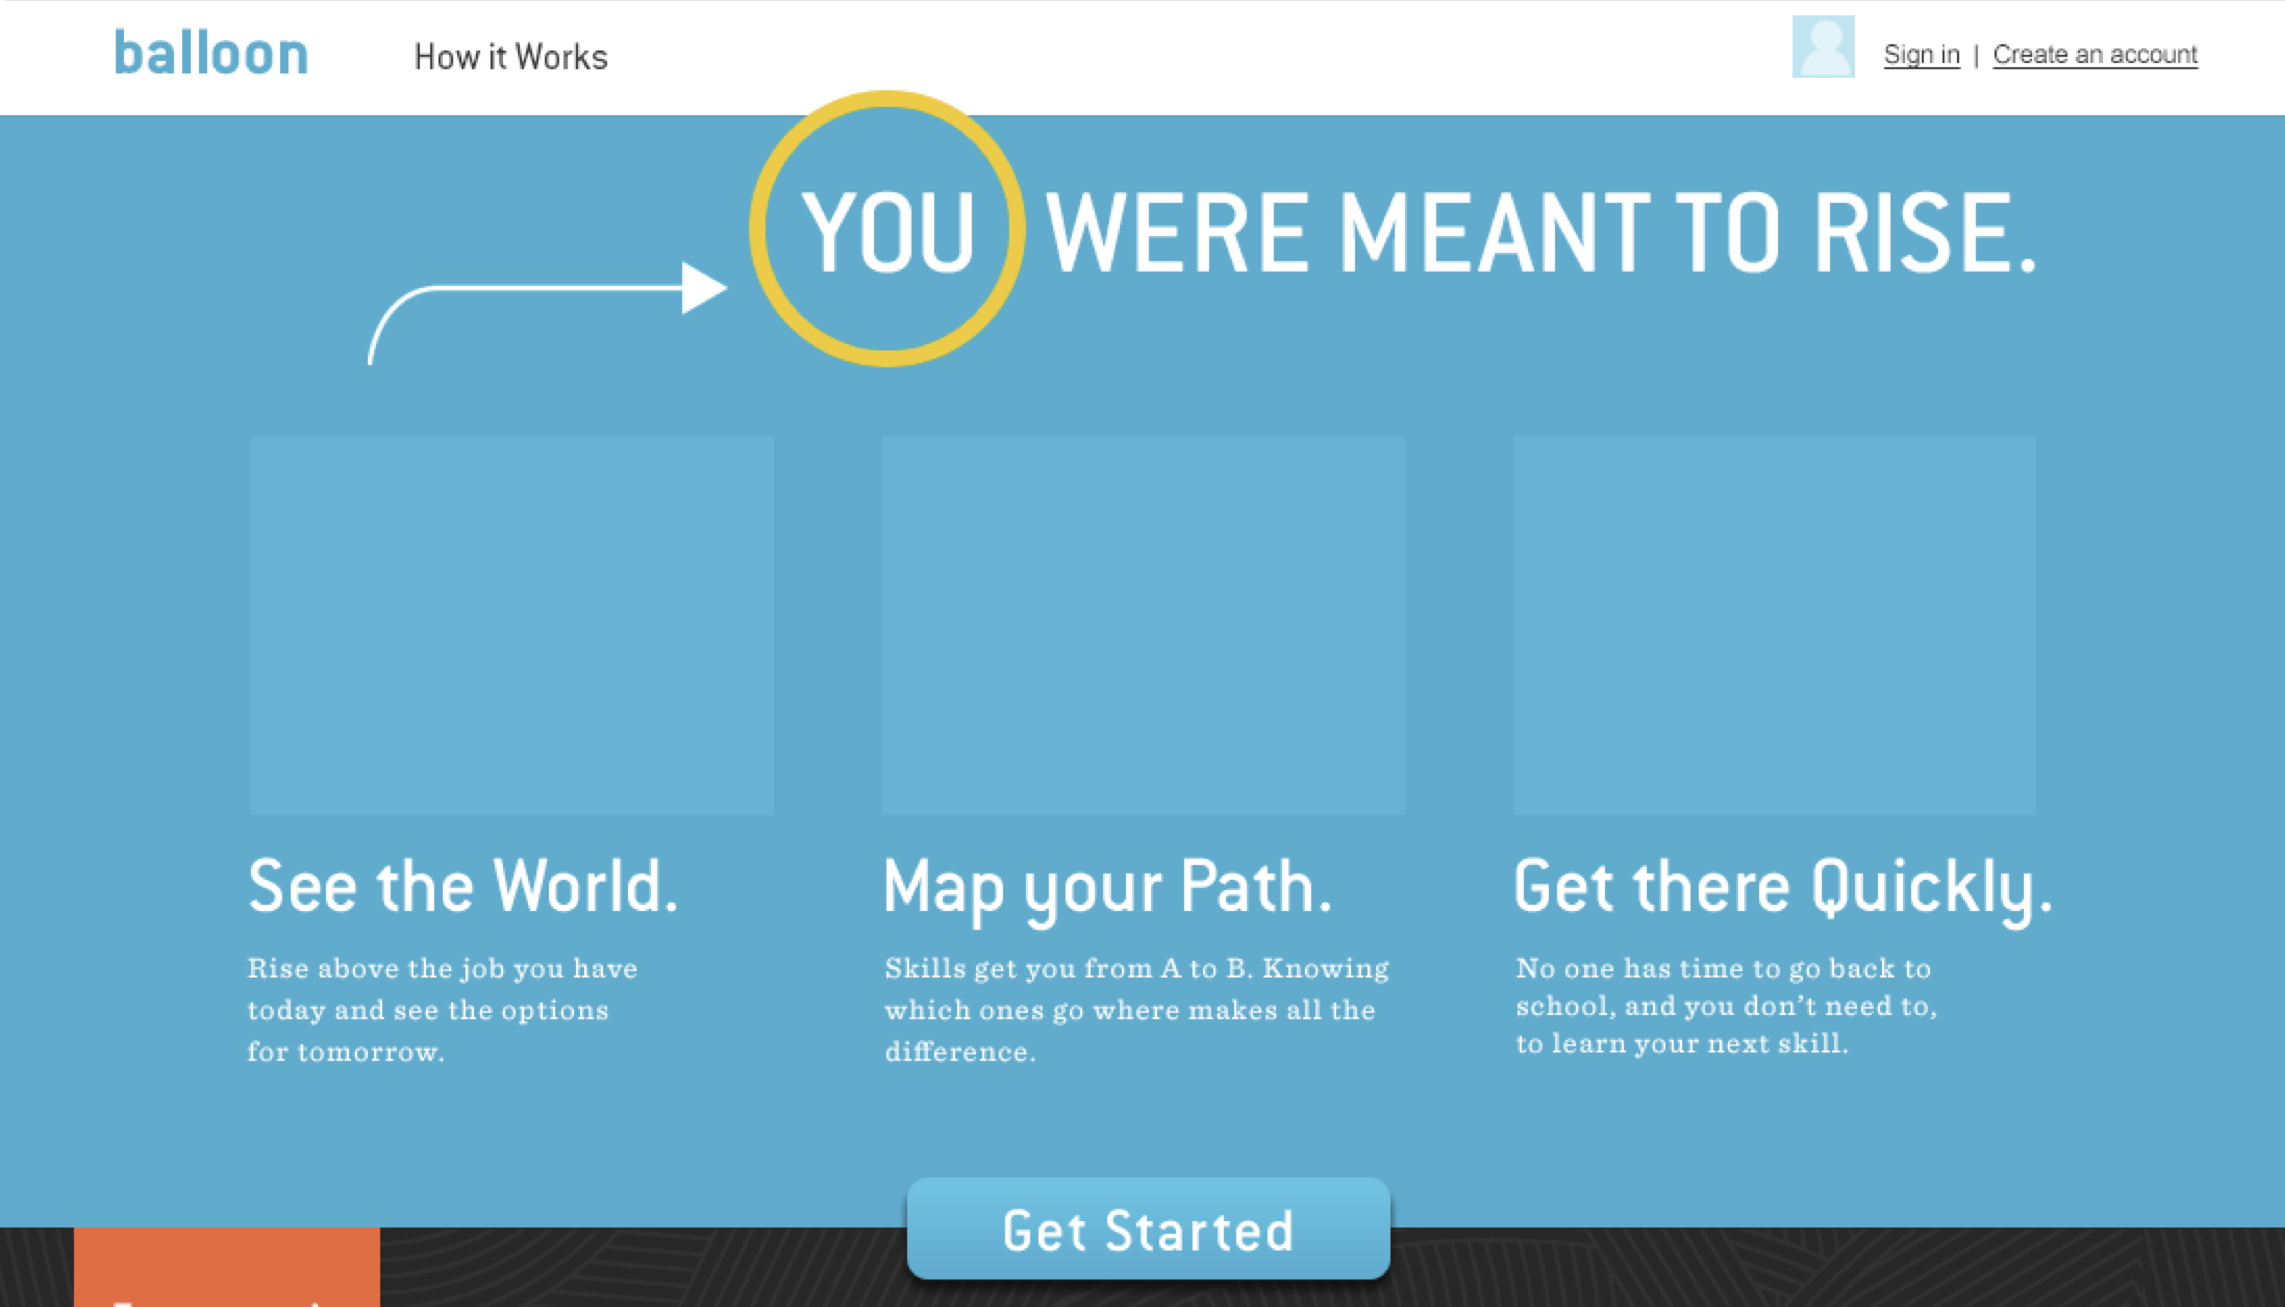 balloon
How it Works
Sign in | Create an account
YOU WERE MEANT TO RISE.
See the World.
Rise above the job you have
today and see the options
for tomorrow.
Map your Path.
Skills get you from A to B. Knowing
which ones go where makes all the
difference.
Get there Quickly.
No one has time to go back to
school, and you don’t need to,
to learn your next skill.
Get Started